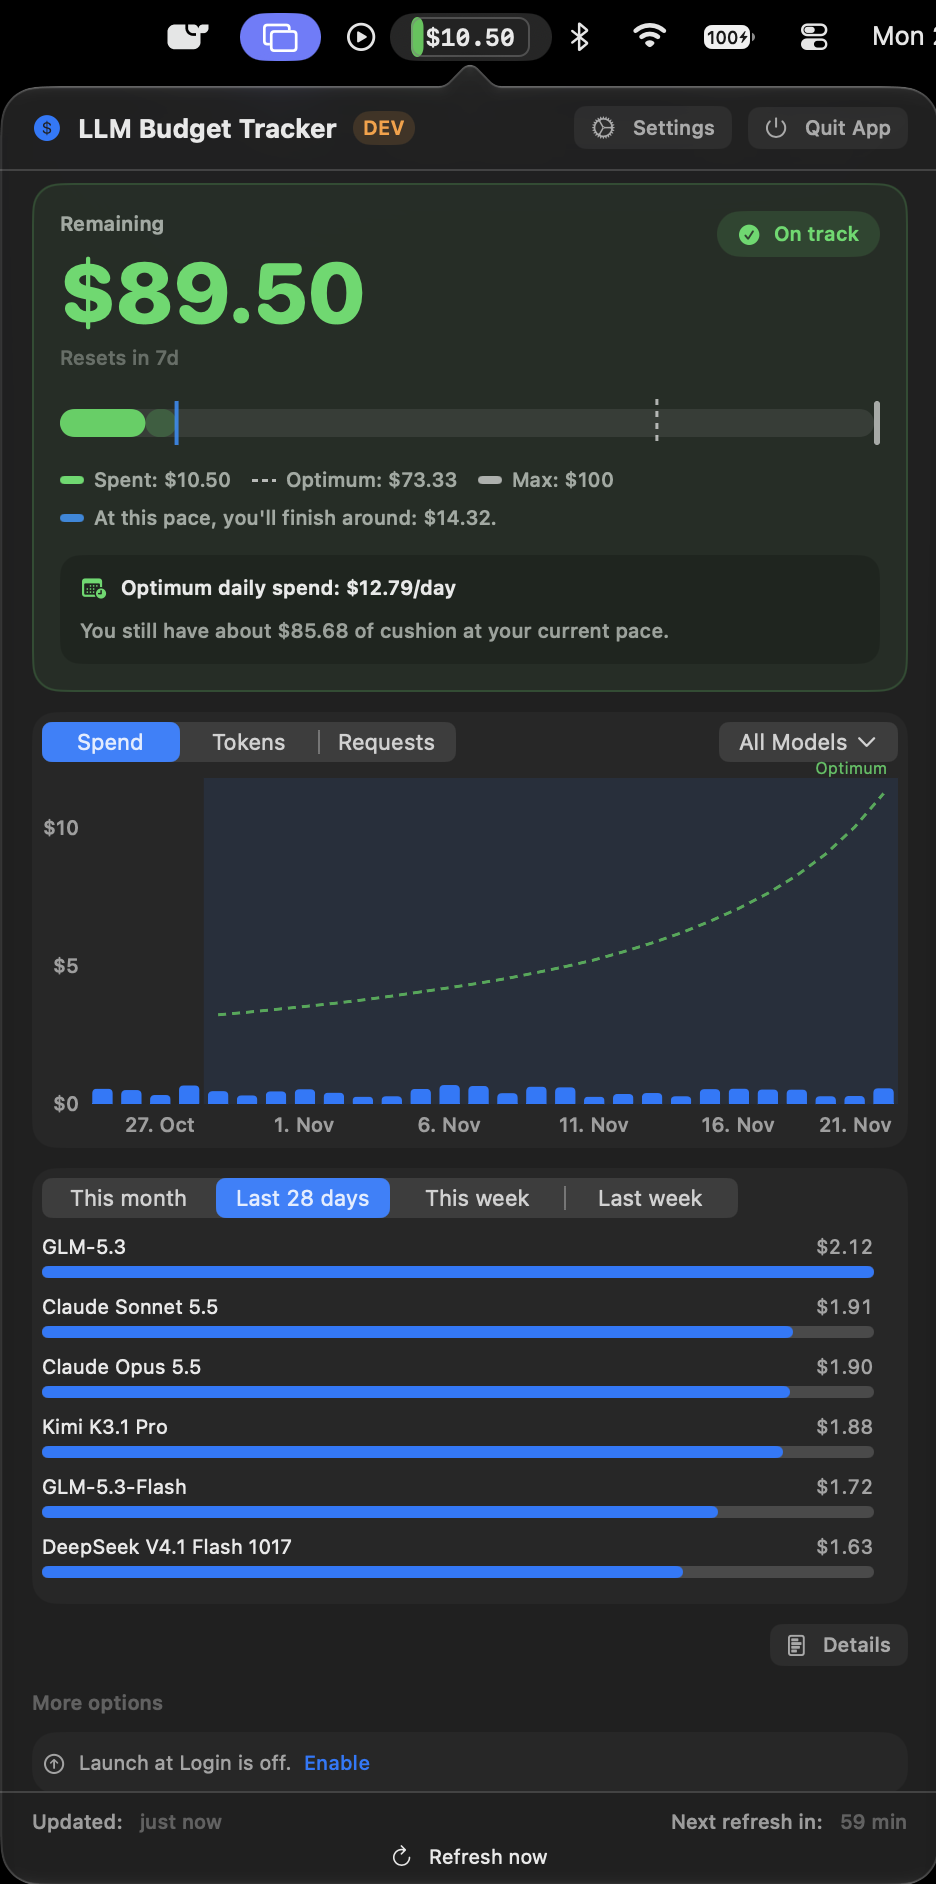 $10.50
100
Mon
LLM Budget Tracker DEV Settings Quit App
Remaining
On track
$89.50
Resets in 7d
Spent: $10.50 Optimum: $73.33 Max: $100
At this pace, you'll finish around: $14.32.
Optimum daily spend: $12.79/day
You still have about $85.68 of cushion at your current pace.
Spend Tokens Requests All Models
Optimum
$10
$5
$0
27. Oct 1. Nov 6. Nov 11. Nov 16. Nov 21. Nov
This month Last 28 days This week Last week
GLM-5.3 $2.12
Claude Sonnet 5.5 $1.91
Claude Opus 5.5 $1.90
Kimi K3.1 Pro $1.88
GLM-5.3-Flash $1.72
DeepSeek V4.1 Flash 1017 $1.63
Details
More options
Launch at Login is off. Enable
Updated: just now Next refresh in: 59 min
Refresh now